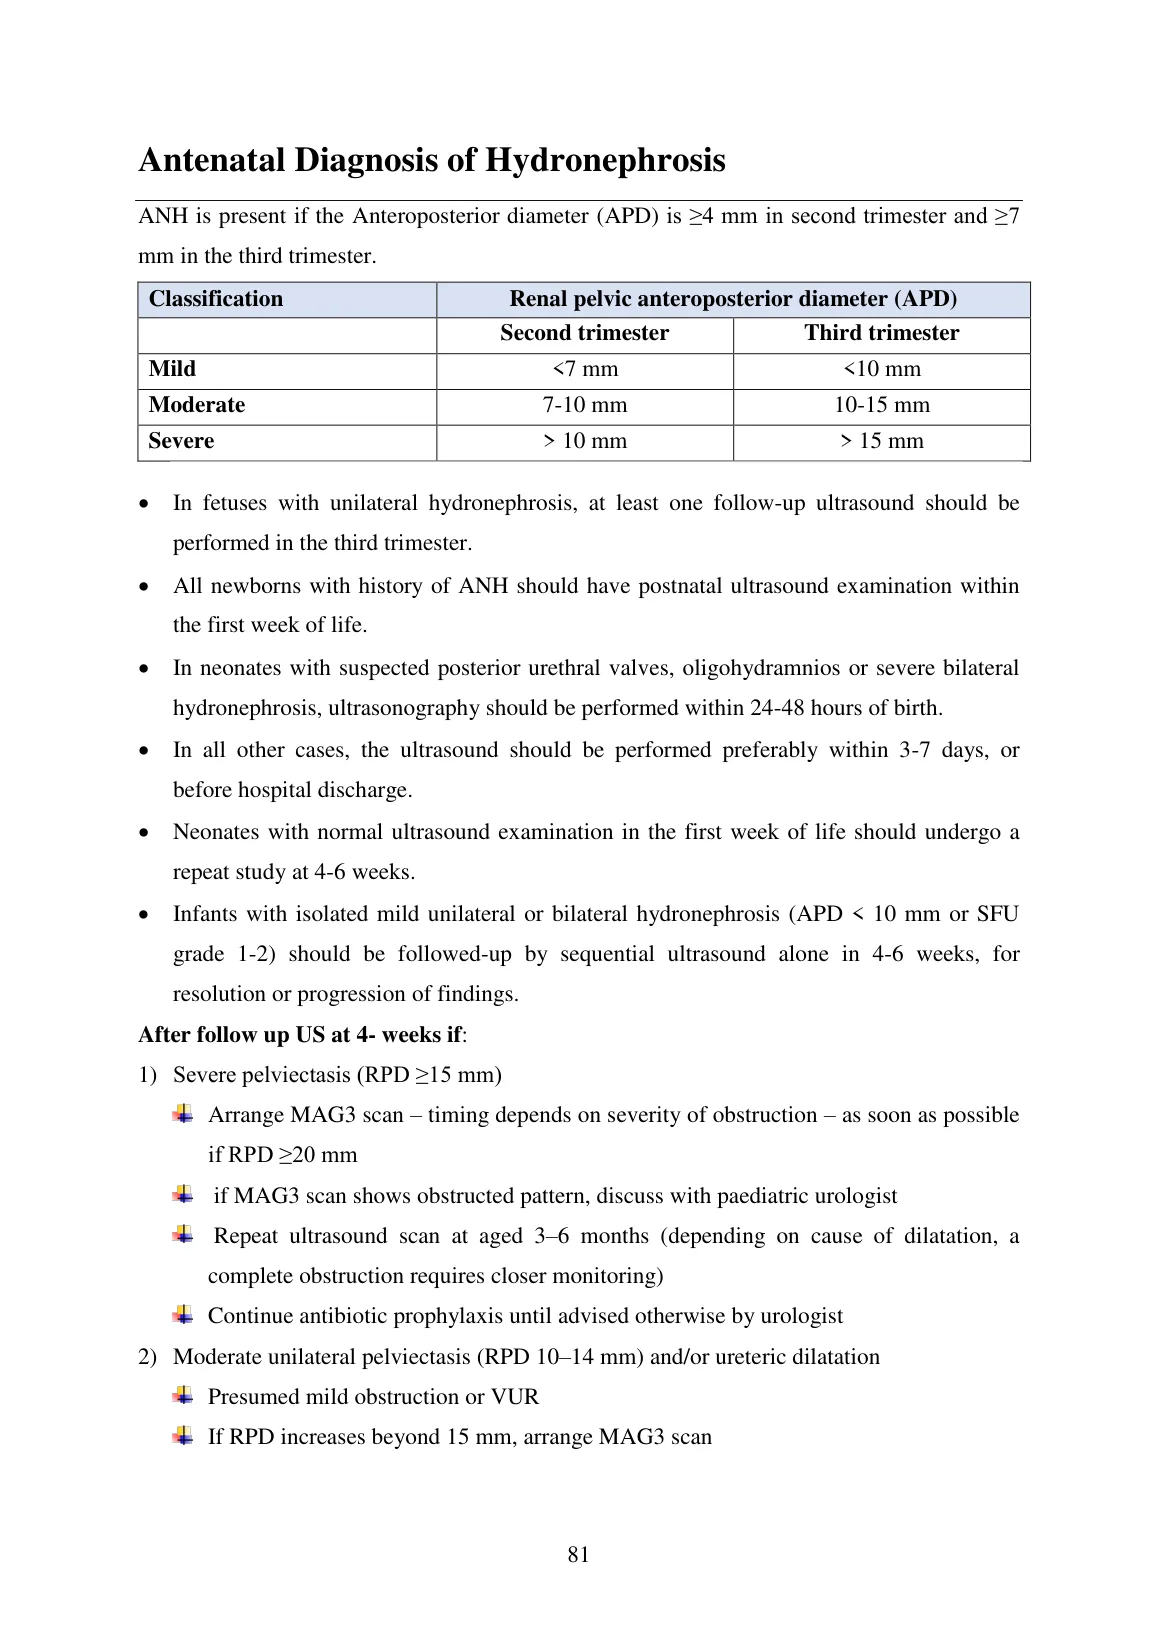 Antenatal Diagnosis of Hydronephrosis
ANH is present if the Anteroposterior diameter (APD) is ≥4 mm in second trimester and ≥7
mm in the third trimester.
Classification Renal pelvic anteroposterior diameter (APD)
Second trimester Third trimester
Mild <7 mm <10 mm
Moderate 7-10 mm 10-15 mm
Severe > 10 mm > 15 mm
• In fetuses with unilateral hydronephrosis, at least one follow-up ultrasound should be
performed in the third trimester.
• All newborns with history of ANH should have postnatal ultrasound examination within
the first week of life.
• In neonates with suspected posterior urethral valves, oligohydramnios or severe bilateral
hydronephrosis, ultrasonography should be performed within 24-48 hours of birth.
• In all other cases, the ultrasound should be performed preferably within 3-7 days, or
before hospital discharge.
• Neonates with normal ultrasound examination in the first week of life should undergo a
repeat study at 4-6 weeks.
• Infants with isolated mild unilateral or bilateral hydronephrosis (APD < 10 mm or SFU
grade 1-2) should be followed-up by sequential ultrasound alone in 4-6 weeks, for
resolution or progression of findings.
After follow up US at 4- weeks if:
1) Severe pelviectasis (RPD ≥15 mm)
Arrange MAG3 scan – timing depends on severity of obstruction – as soon as possible
if RPD ≥20 mm
if MAG3 scan shows obstructed pattern, discuss with paediatric urologist
Repeat ultrasound scan at aged 3–6 months (depending on cause of dilatation, a
complete obstruction requires closer monitoring)
Continue antibiotic prophylaxis until advised otherwise by urologist
2) Moderate unilateral pelviectasis (RPD 10–14 mm) and/or ureteric dilatation
Presumed mild obstruction or VUR
If RPD increases beyond 15 mm, arrange MAG3 scan
81